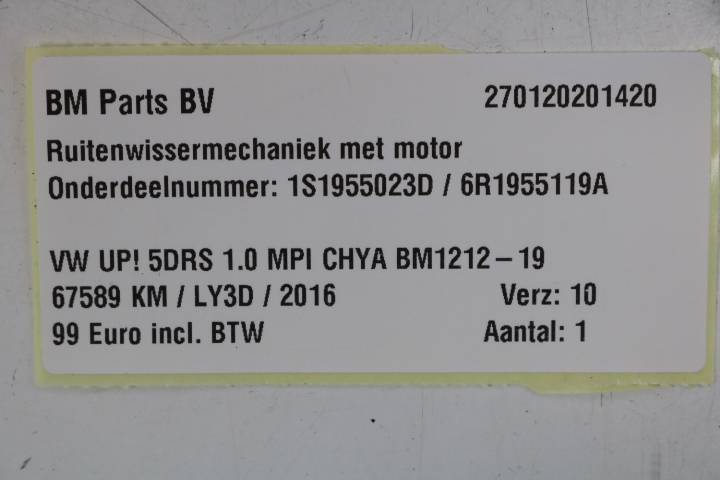 BM Parts BV 270120201420
Ruitenwissermechaniek met motor
Onderdeelnummer: 1S1955023D / 6R1955119A
VW UP! 5DRS 1.0 MPI CHYA BM1212 – 19
67589 KM / LY3D / 2016 Verz: 10
99 Euro incl. BTW Aantal: 1